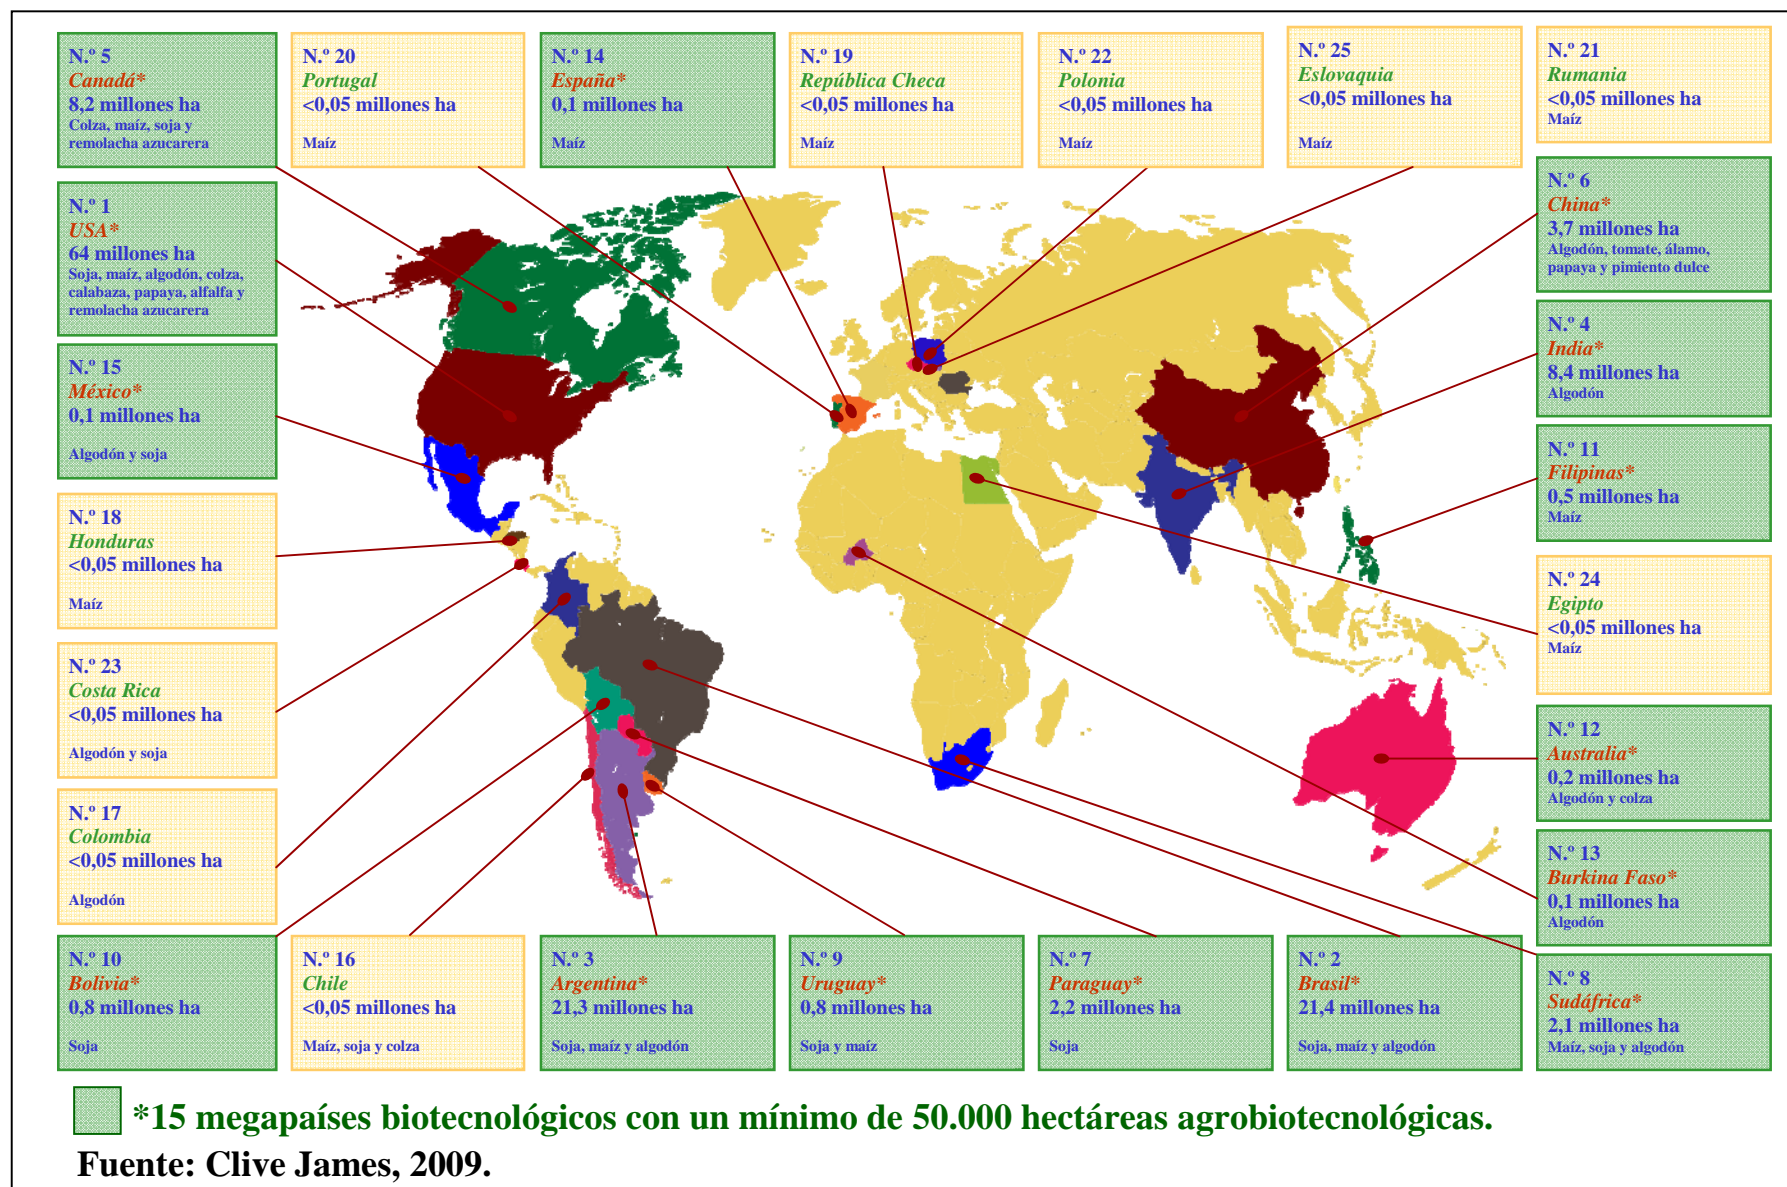 N.º 5
Canadá*
8,2 millones ha
Colza, maíz, soja y
remolacha azucarera
N.º 20
Portugal
<0,05 millones ha
Maíz
N.º 14
España*
0,1 millones ha
Maíz
N.º 19
República Checa
<0,05 millones ha
Maíz
N.º 22
Polonia
<0,05 millones ha
Maíz
N.º 25
Eslovaquia
<0,05 millones ha
Maíz
N.º 21
Rumania
<0,05 millones ha
Maíz
N.º 1
USA*
64 millones ha
Soja, maíz, algodón, colza,
calabaza, papaya, alfalfa y
remolacha azucarera
N.º 6
China*
3,7 millones ha
Algodón, tomate, álamo,
papaya y pimiento dulce
N.º 15
México*
0,1 millones ha
Algodón y soja
N.º 4
India*
8,4 millones ha
Algodón
N.º 11
Filipinas*
0,5 millones ha
Maíz
N.º 18
Honduras
<0,05 millones ha
Maíz
N.º 24
Egipto
<0,05 millones ha
Maíz
N.º 23
Costa Rica
<0,05 millones ha
Algodón y soja
N.º 12
Australia*
0,2 millones ha
Algodón y colza
N.º 17
Colombia
<0,05 millones ha
Algodón
N.º 13
Burkina Faso*
0,1 millones ha
Algodón
N.º 10
Bolivia*
0,8 millones ha
Soja
N.º 16
Chile
<0,05 millones ha
Maíz, soja y colza
N.º 3
Argentina*
21,3 millones ha
Soja, maíz y algodón
N.º 9
Uruguay*
0,8 millones ha
Soja y maíz
N.º 7
Paraguay*
2,2 millones ha
Soja
N.º 2
Brasil*
21,4 millones ha
Soja, maíz y algodón
N.º 8
Sudáfrica*
2,1 millones ha
Maíz, soja y algodón
*15 megapaíses biotecnológicos con un mínimo de 50.000 hectáreas agrobiotecnológicas.
Fuente: Clive James, 2009.